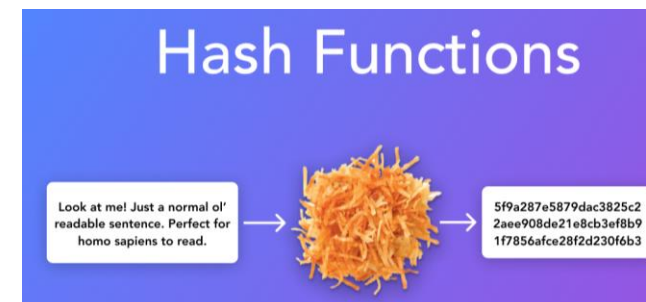 Hash Functions
Look at me! Just a normal ol'
readable sentence. Perfect for
homo sapiens to read.
5f9a287e5879dac3825c2
2aee908de21e8cb3ef8b9
1f7856afce28f2d230f6b3